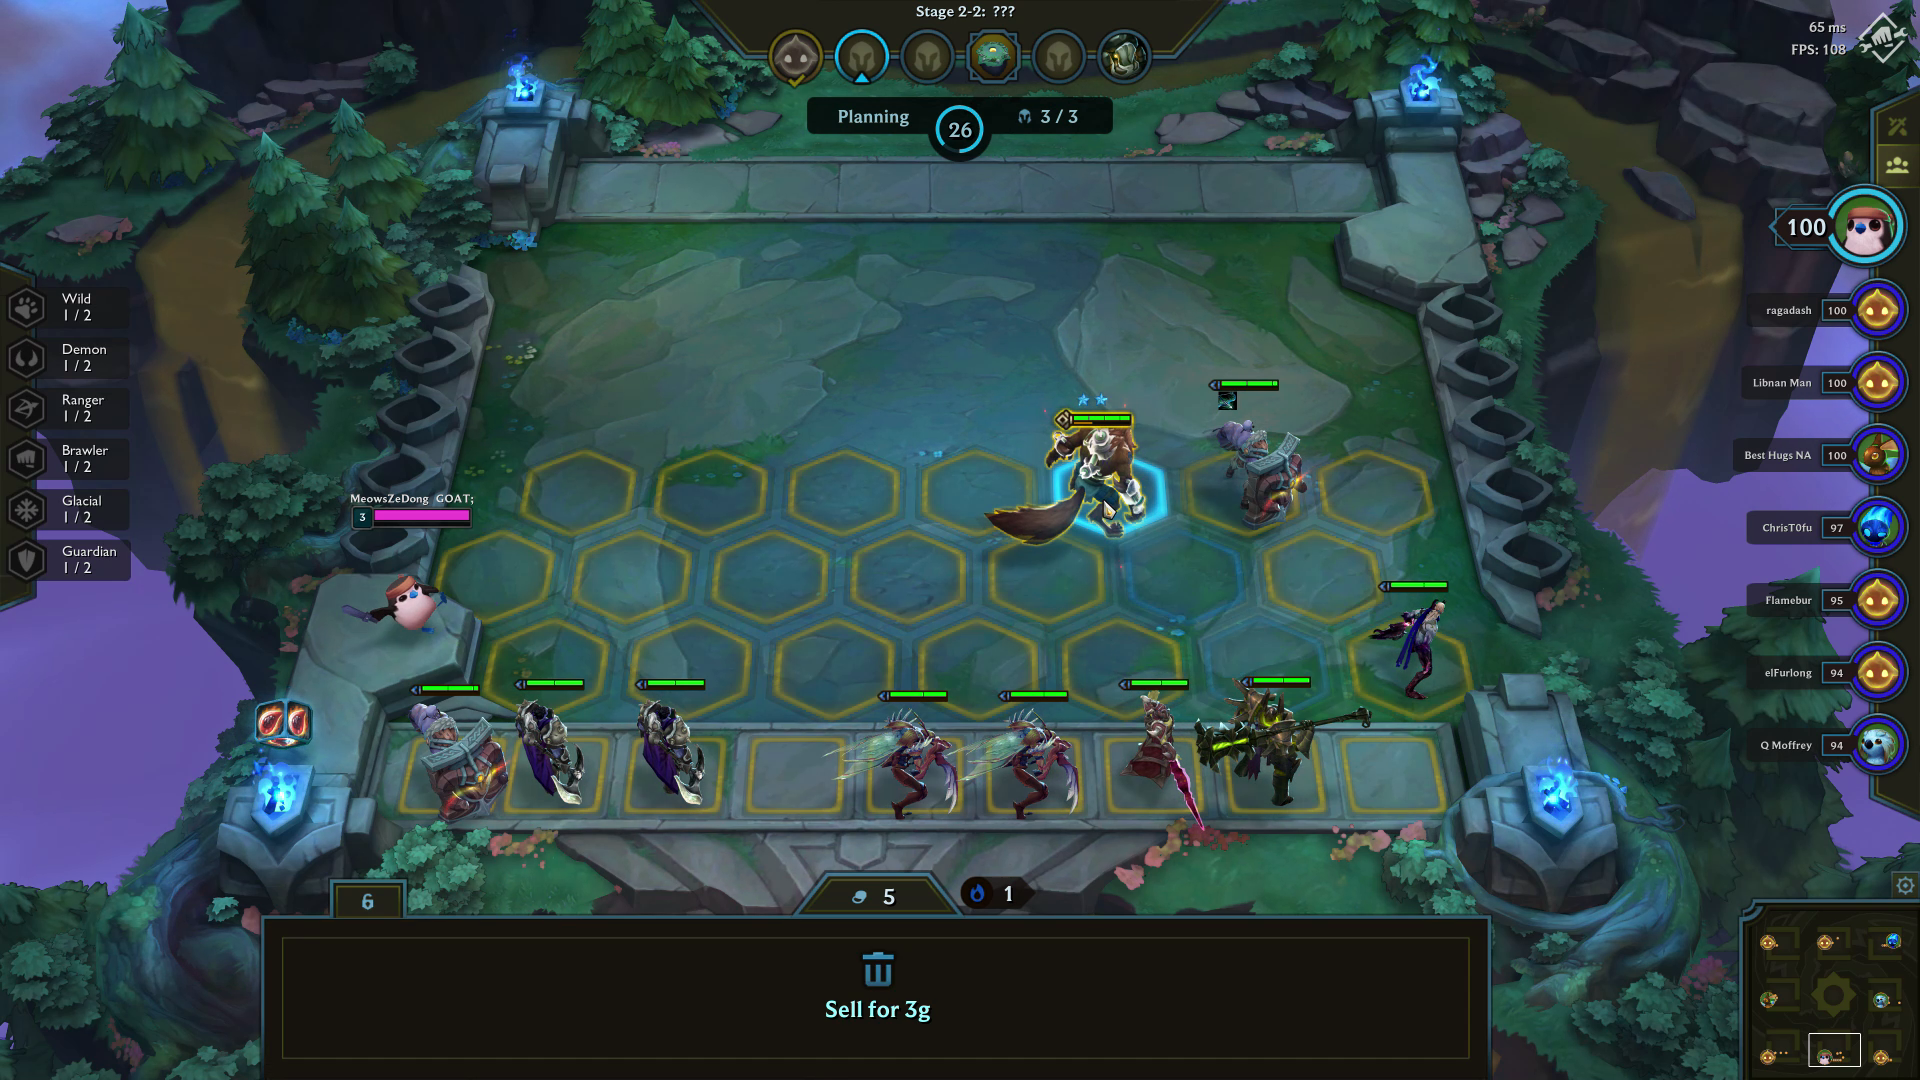 Stage 2-2: ???
65 ms
FPS: 108
Planning
26
3 / 3
100
ragadash 100
Libnan Man 100
Best Hugs NA 100
ChrisT0fu 97
Flamebur 95
elFurlong 94
Q Moffrey 94
Wild
1 / 2
Demon
1 / 2
Ranger
1 / 2
Brawler
1 / 2
Glacial
1 / 2
Guardian
1 / 2
MeowsZeDong GOAT;
3
6
5
1
Sell for 3g